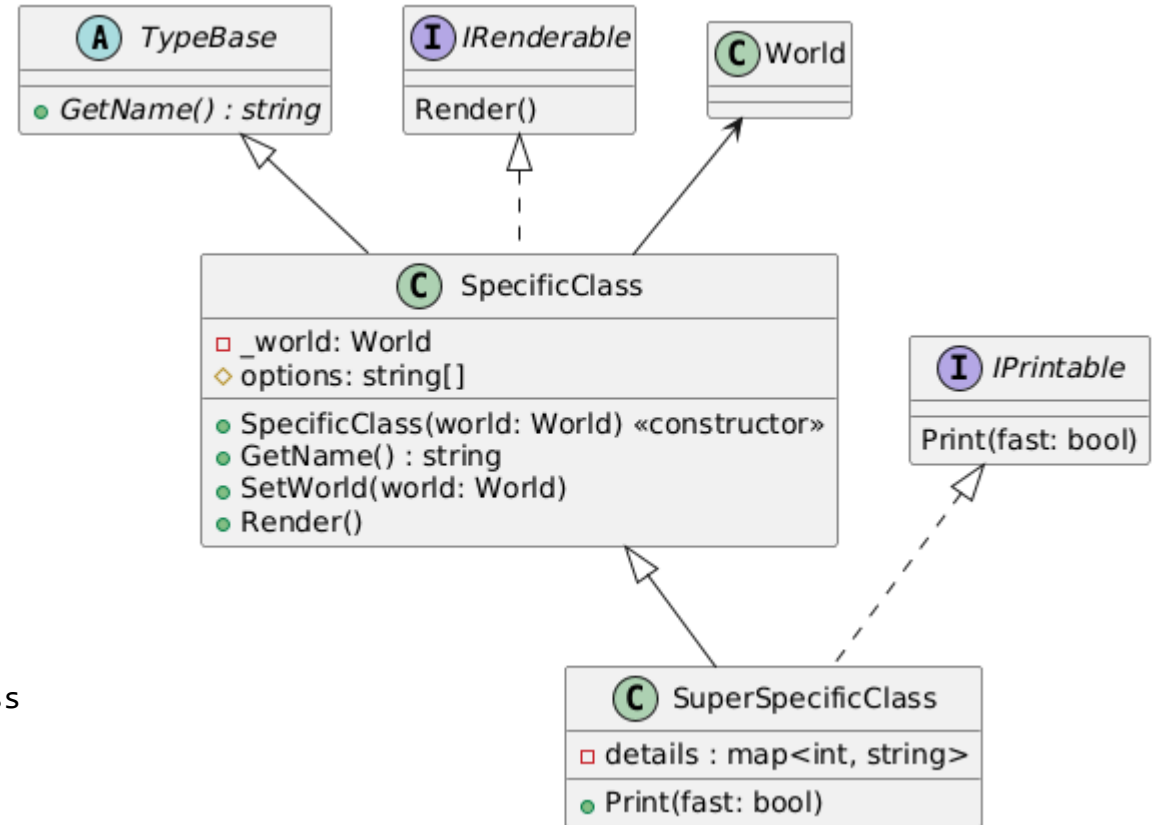 A TypeBase
GetName() : string
I IRenderable
Render()
C World
C SpecificClass
_world: World
options: string[]
SpecificClass(world: World) «constructor»
GetName() : string
SetWorld(world: World)
Render()
I IPrintable
Print(fast: bool)
s
C SuperSpecificClass
details : map<int, string>
Print(fast: bool)